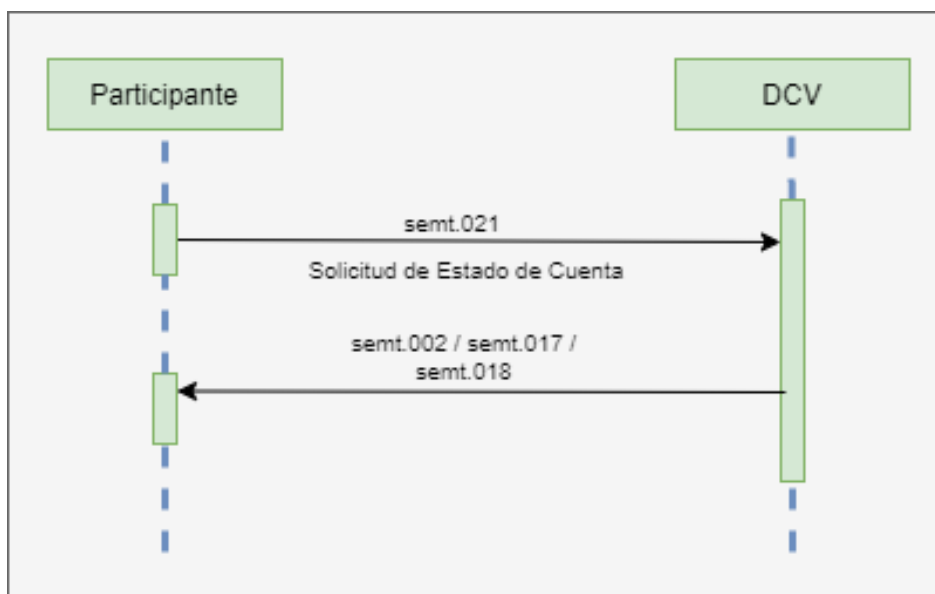 Participante
DCV
semt.021
Solicitud de Estado de Cuenta
semt.002 / semt.017 /
semt.018